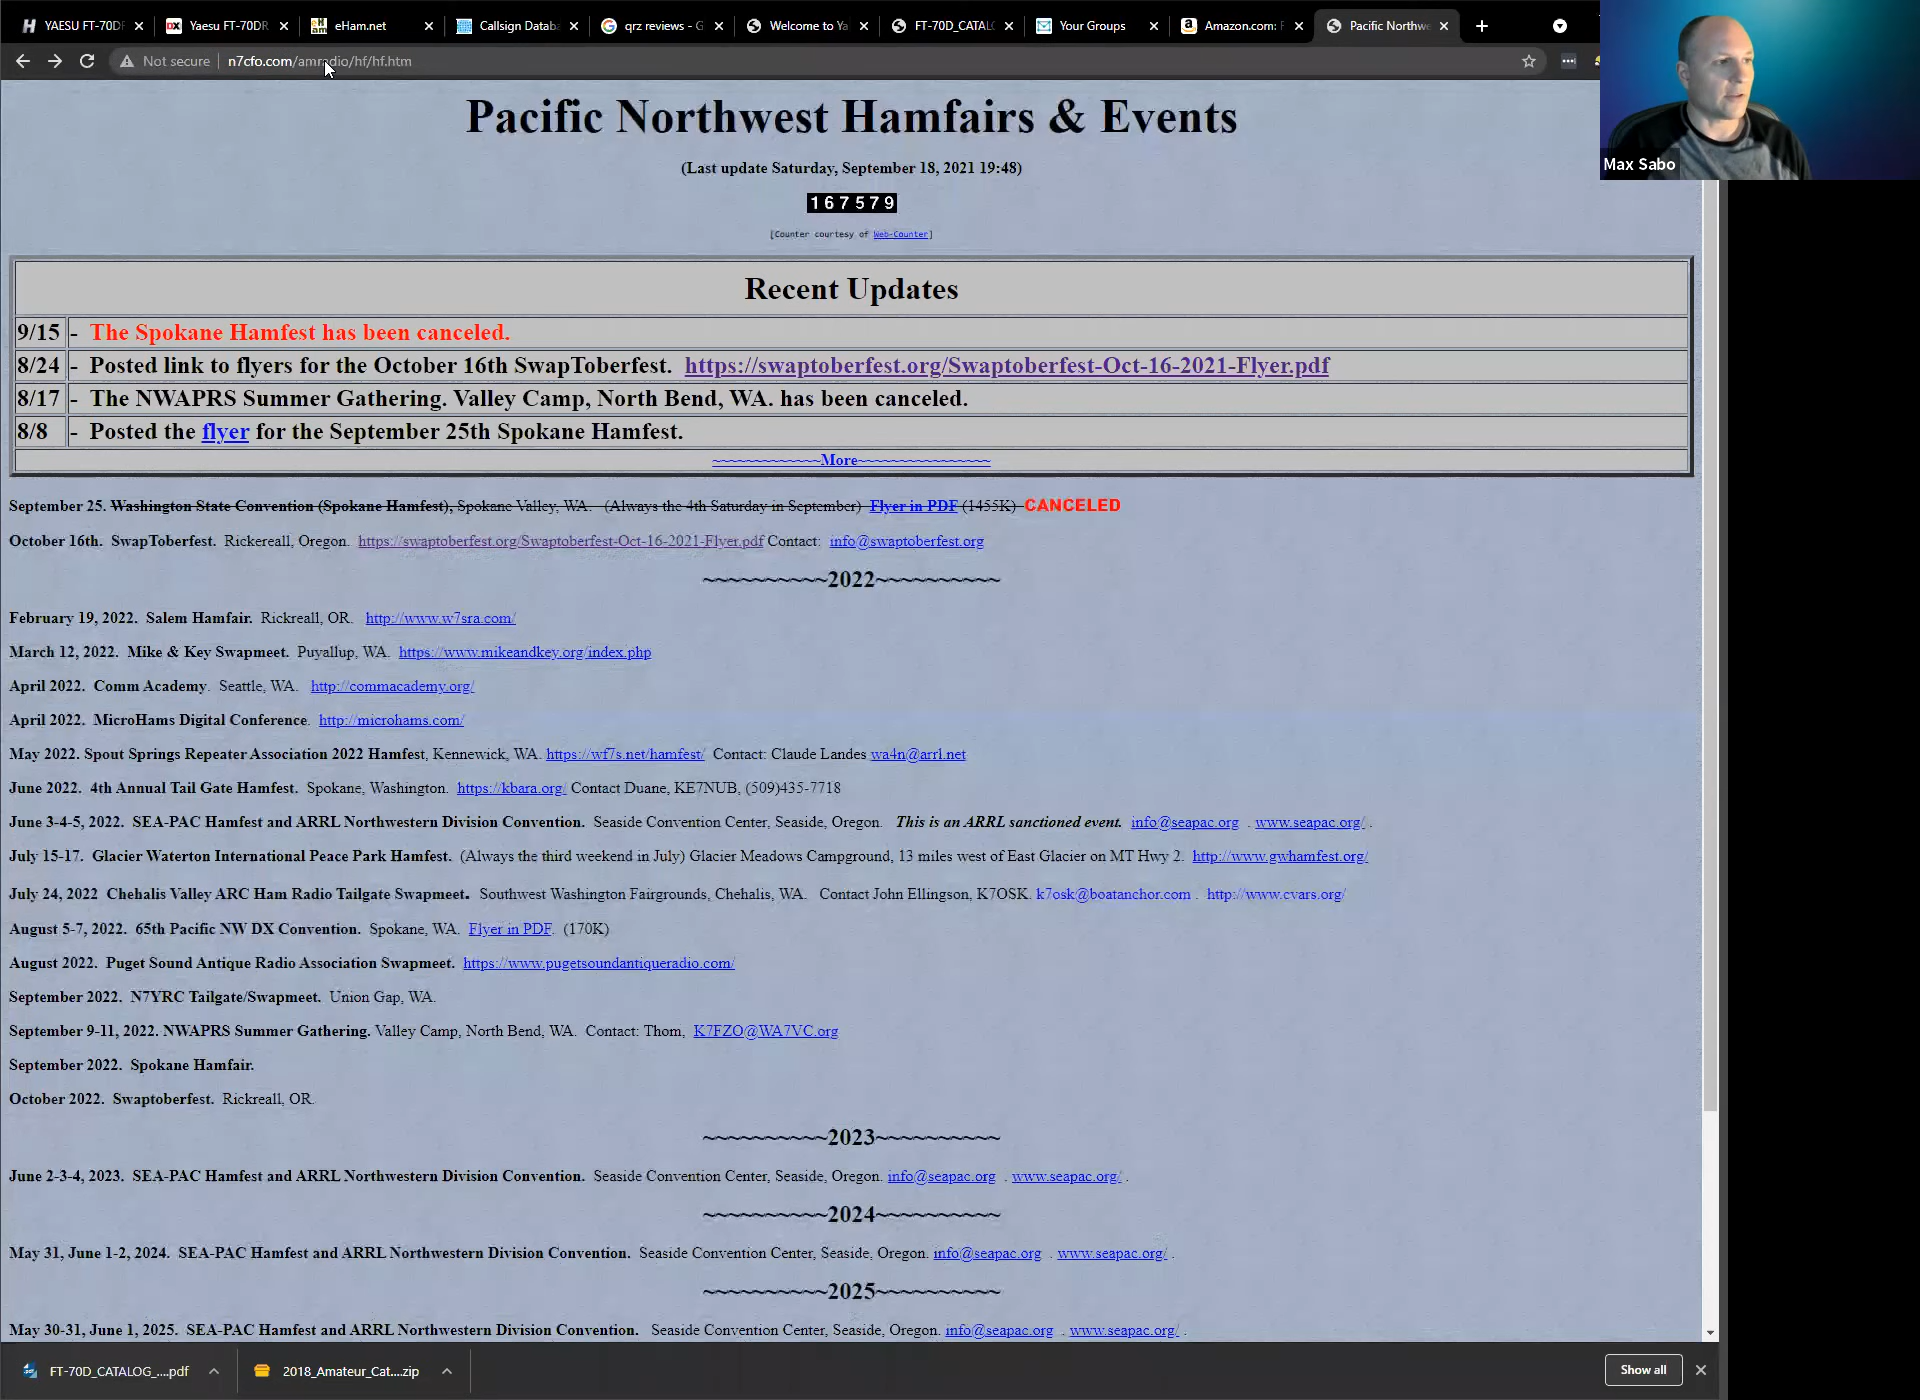 YAESU FT-70DF
Yaesu FT-70DR
eHam.net
Callsign Datab
qrz reviews - G
Welcome to Ya
FT-70D_CATALO
Your Groups
Amazon.com: F
Pacific Northw
Not secure
n7cfo.com/amradio/hf/hf.htm
Max Sabo
Pacific Northwest Hamfairs & Events
(Last update Saturday, September 18, 2021 19:48)
167579
[Counter courtesy of Web-Counter]
Recent Updates
9/15 - The Spokane Hamfest has been canceled.
8/24 - Posted link to flyers for the October 16th SwapToberfest. https://swaptoberfest.org/Swaptoberfest-Oct-16-2021-Flyer.pdf
8/17 - The NWAPRS Summer Gathering. Valley Camp, North Bend, WA. has been canceled.
8/8 - Posted the flyer for the September 25th Spokane Hamfest.
~~~~~~~~~~~~~More~~~~~~~~~~~~~~~~
September 25. Washington State Convention (Spokane Hamfest), Spokane Valley, WA. (Always the 4th Saturday in September) Flyer in PDF (1455K) CANCELED
October 16th. SwapToberfest. Rickereall, Oregon. https://swaptoberfest.org/Swaptoberfest-Oct-16-2021-Flyer.pdf Contact: info@swaptoberfest.org
~~~~~~~~~~2022~~~~~~~~~~
February 19, 2022. Salem Hamfair. Rickreall, OR. http://www.w7sra.com/
March 12, 2022. Mike & Key Swapmeet. Puyallup, WA. https://www.mikeandkey.org/index.php
April 2022. Comm Academy. Seattle, WA. http://commacademy.org/
April 2022. MicroHams Digital Conference. http://microhams.com/
May 2022. Spout Springs Repeater Association 2022 Hamfest, Kennewick, WA. https://wf7s.net/hamfest/ Contact: Claude Landes wa4n@arrl.net
June 2022. 4th Annual Tail Gate Hamfest. Spokane, Washington. https://kbara.org/ Contact Duane, KE7NUB, (509)435-7718
June 3-4-5, 2022. SEA-PAC Hamfest and ARRL Northwestern Division Convention. Seaside Convention Center, Seaside, Oregon. This is an ARRL sanctioned event. info@seapac.org . www.seapac.org/ .
July 15-17. Glacier Waterton International Peace Park Hamfest. (Always the third weekend in July) Glacier Meadows Campground, 13 miles west of East Glacier on MT Hwy 2. http://www.gwhamfest.org/
July 24, 2022 Chehalis Valley ARC Ham Radio Tailgate Swapmeet. Southwest Washington Fairgrounds, Chehalis, WA. Contact John Ellingson, K7OSK. k7osk@boatanchor.com . http://www.cvars.org/
August 5-7, 2022. 65th Pacific NW DX Convention. Spokane, WA. Flyer in PDF. (170K)
August 2022. Puget Sound Antique Radio Association Swapmeet. https://www.pugetsoundantiqueradio.com/
September 2022. N7YRC Tailgate/Swapmeet. Union Gap, WA.
September 9-11, 2022. NWAPRS Summer Gathering. Valley Camp, North Bend, WA. Contact: Thom, K7FZO@WA7VC.org
September 2022. Spokane Hamfair.
October 2022. Swaptoberfest. Rickreall, OR.
~~~~~~~~~~2023~~~~~~~~~~
June 2-3-4, 2023. SEA-PAC Hamfest and ARRL Northwestern Division Convention. Seaside Convention Center, Seaside, Oregon. info@seapac.org . www.seapac.org/ .
~~~~~~~~~~2024~~~~~~~~~~
May 31, June 1-2, 2024. SEA-PAC Hamfest and ARRL Northwestern Division Convention. Seaside Convention Center, Seaside, Oregon. info@seapac.org . www.seapac.org/ .
~~~~~~~~~~2025~~~~~~~~~~
May 30-31, June 1, 2025. SEA-PAC Hamfest and ARRL Northwestern Division Convention. Seaside Convention Center, Seaside, Oregon. info@seapac.org . www.seapac.org/ .
FT-70D_CATALOG_....pdf
2018_Amateur_Cat....zip
Show all